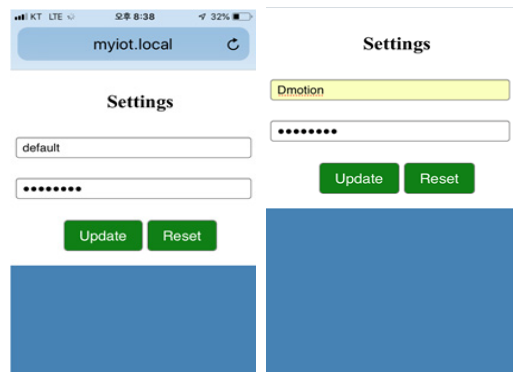 KT LTE 오후 8:38 32%
myiot.local
Settings
default
••••••••
Update Reset
Settings
Dmotion
••••••••
Update Reset